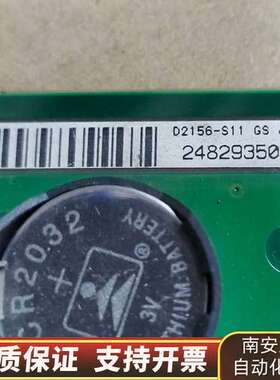 D2156-S11 GS
24829350
CR2032
+
3V
®
LITHIUM BATTERY
质保证 支持开票
南安
自动化